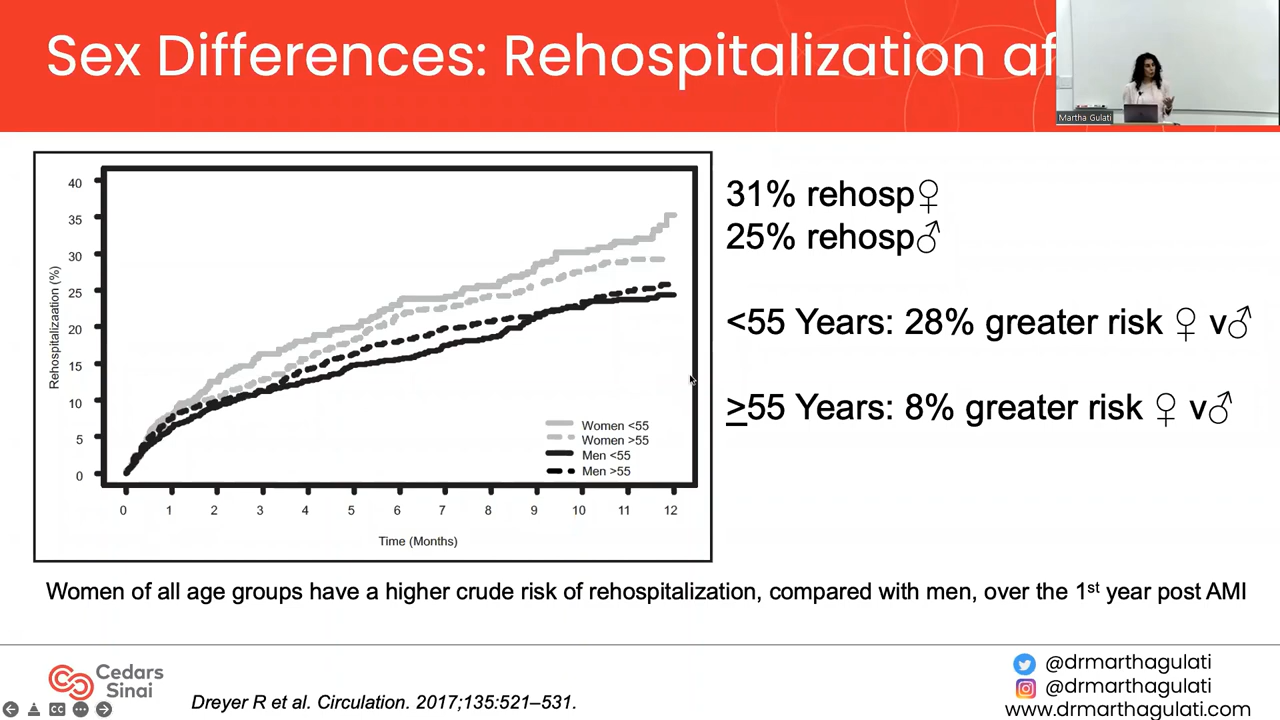 Sex Differences: Rehospitalization af
Martha Gulati
40
35
30
25
20
15
10
5
0
Rehospitalizaation (%)
Women <55
Women >55
Men <55
Men >55
0 1 2 3 4 5 6 7 8 9 10 11 12
Time (Months)
31% rehosp♀
25% rehosp♂
<55 Years: 28% greater risk ♀ v♂
≥55 Years: 8% greater risk ♀ v♂
Women of all age groups have a higher crude risk of rehospitalization, compared with men, over the 1st year post AMI
Cedars
Sinai
CC
Dreyer R et al. Circulation. 2017;135:521–531.
@drmarthagulati
@drmarthagulati
www.drmarthagulati.com